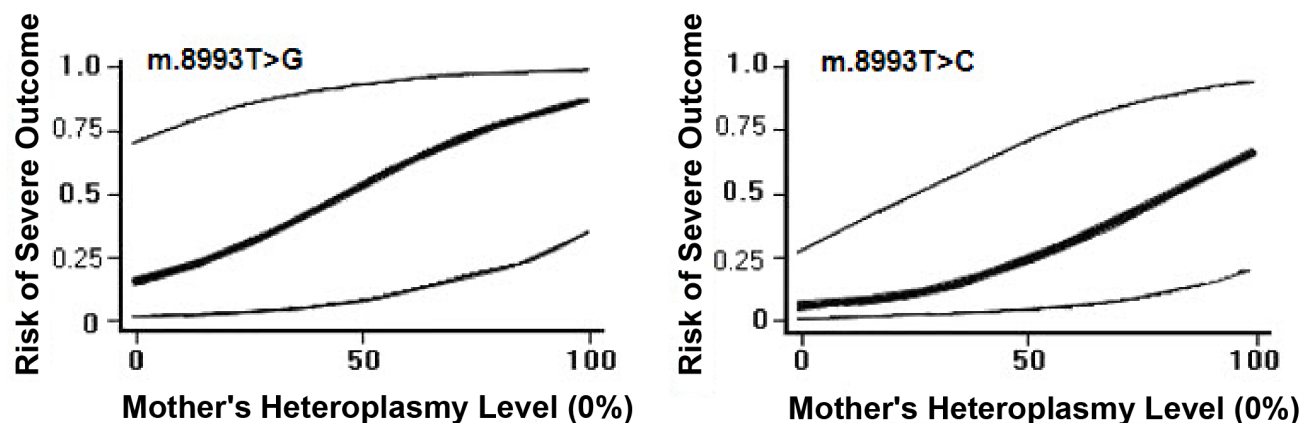 Risk of Severe Outcome
m.8993T>G
1.0
0.75
0.5
0.25
0
0 50 100
Mother's Heteroplasmy Level (0%)
Risk of Severe Outcome
m.8993T>C
1.0
0.75
0.5
0.25
0
0 50 100
Mother's Heteroplasmy Level (0%)